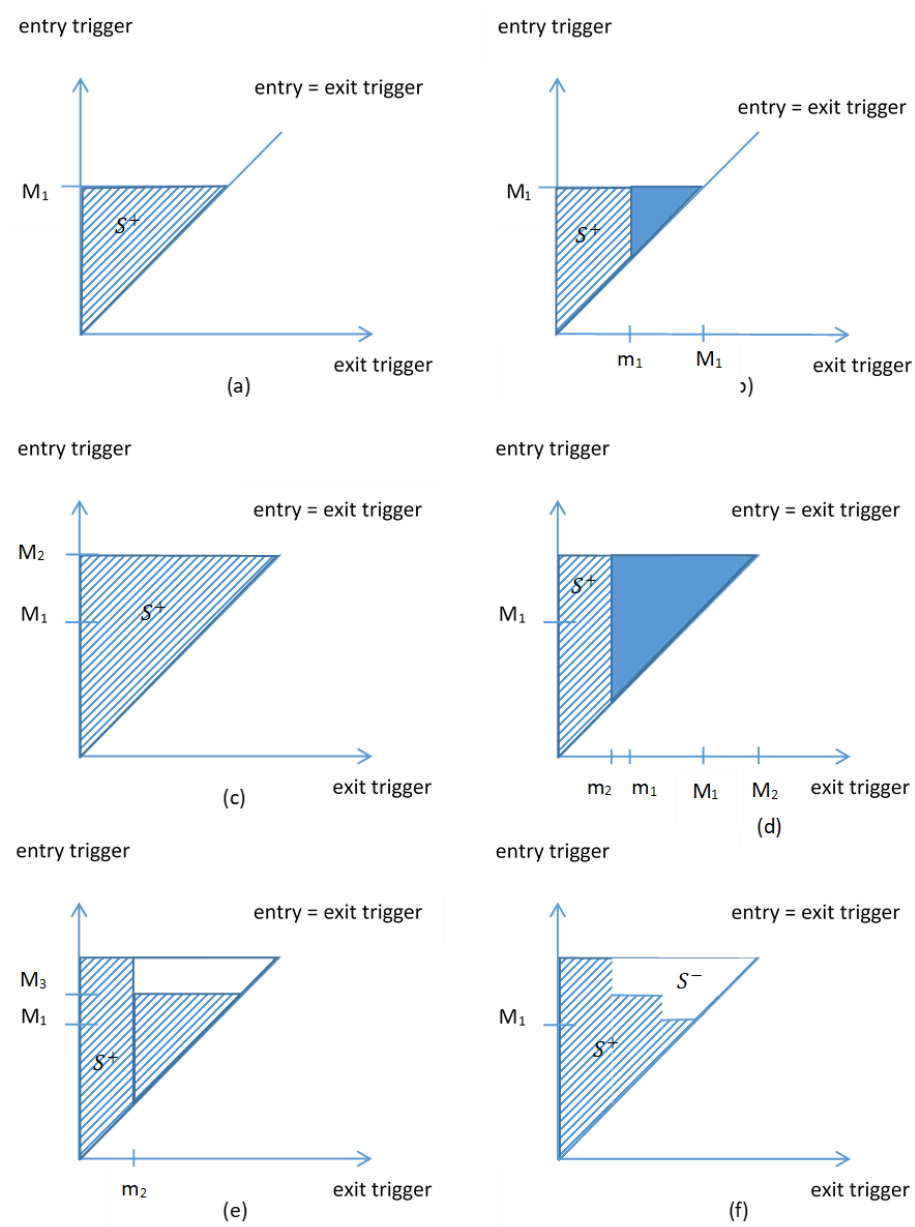 entry trigger
entry = exit trigger
M₁
S⁺
exit trigger
(a)
entry trigger
entry = exit trigger
M₁
S⁺
m₁ M₁
exit trigger
b)
entry trigger
entry = exit trigger
M₂
M₁
S⁺
exit trigger
(c)
entry trigger
entry = exit trigger
S⁺
M₁
m₂ m₁ M₁ M₂ exit trigger
(d)
entry trigger
entry = exit trigger
M₃
M₁
S⁺
m₂
exit trigger
(e)
entry trigger
entry = exit trigger
S⁻
M₁
S⁺
exit trigger
(f)